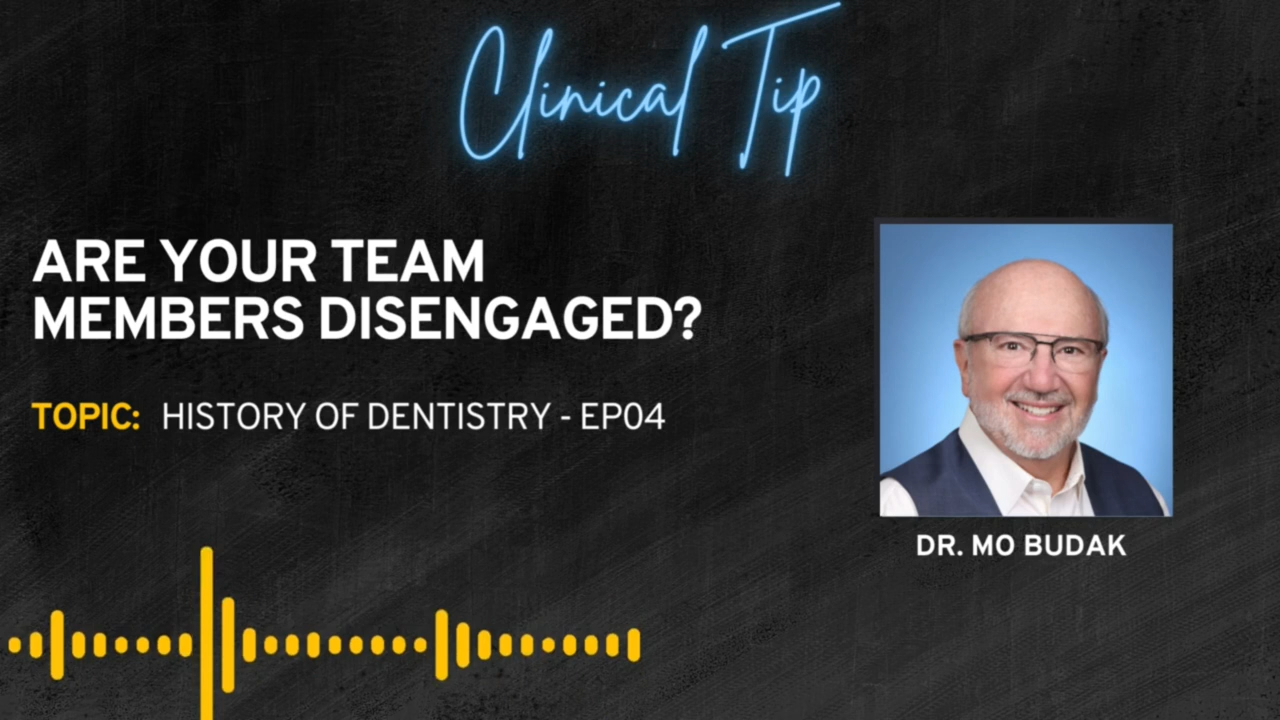 Clinical Tip
ARE YOUR TEAM
MEMBERS DISENGAGED?
TOPIC: HISTORY OF DENTISTRY - EP04
DR. MO BUDAK